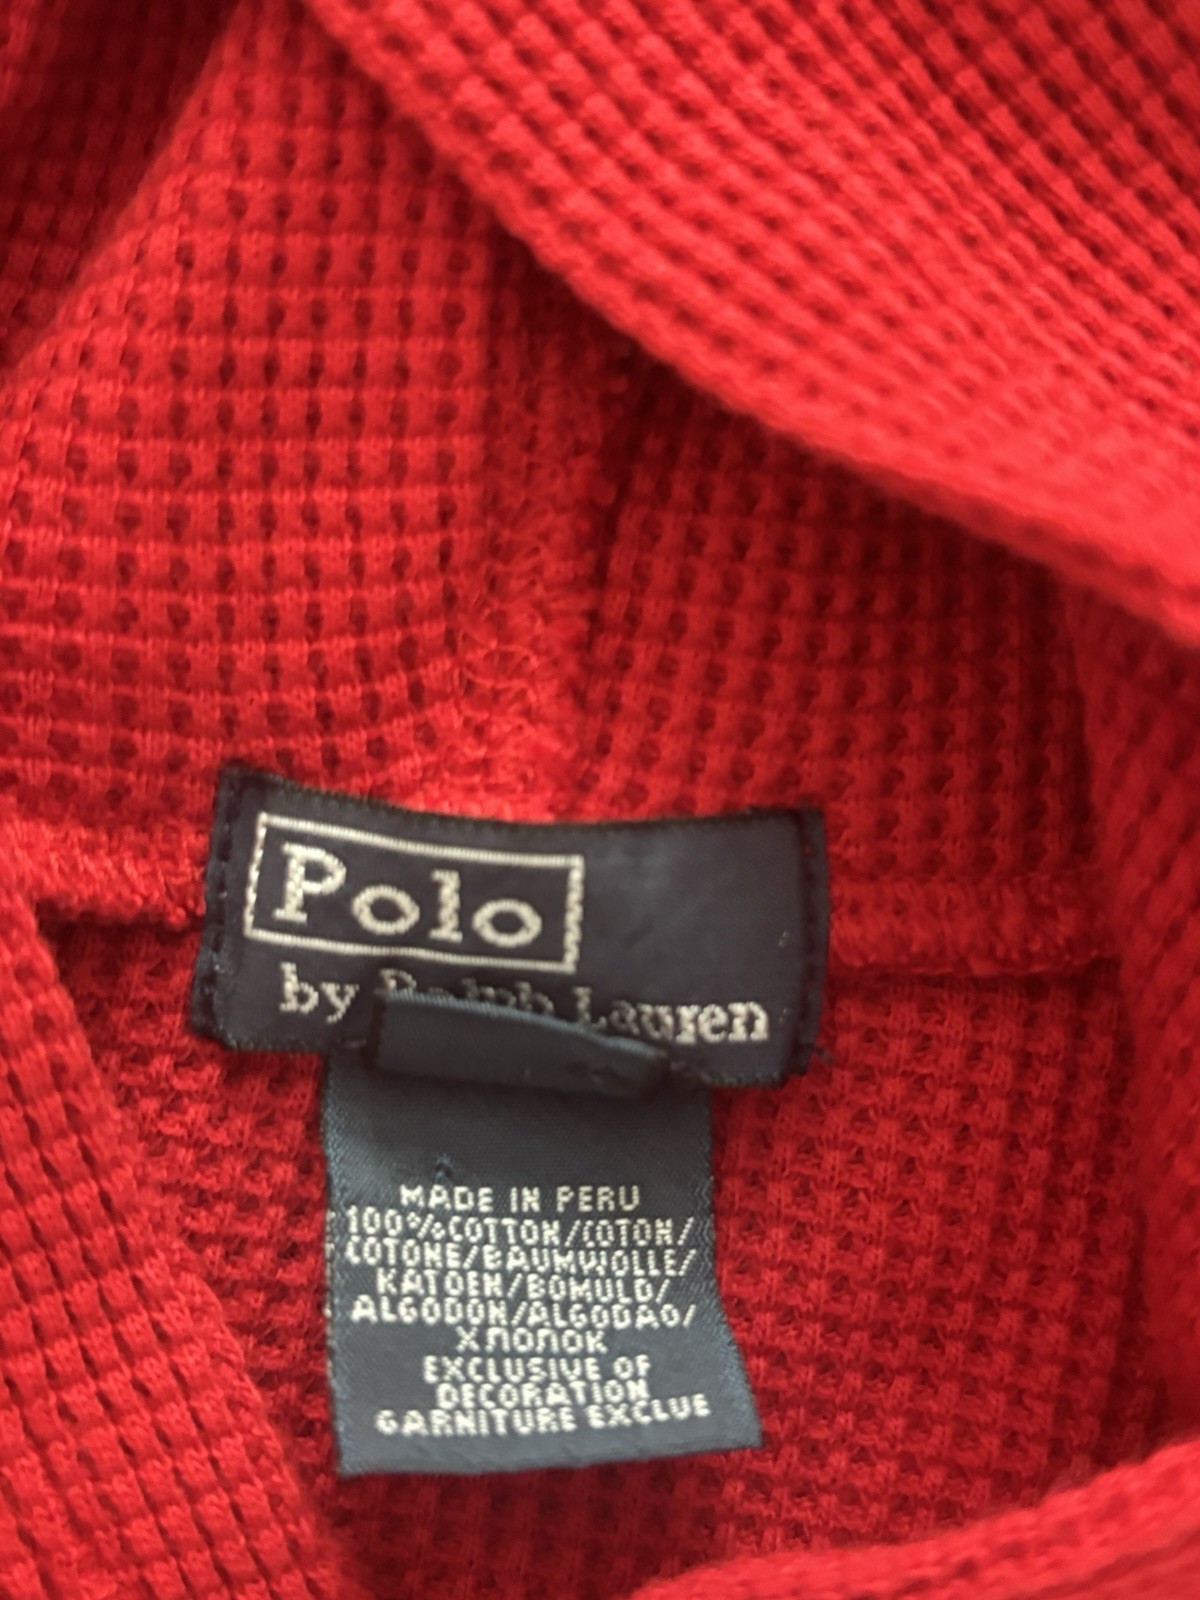 Polo
by Ralph Lauren
MADE IN PERU
100%COTTON/COTON/
COTONE/BAUMWOLLE/
KATOEN/BOMULD/
ALGODON/ALGODAO/
ХЛОПОК
EXCLUSIVE OF
DECORATION
GARNITURE EXCLUE